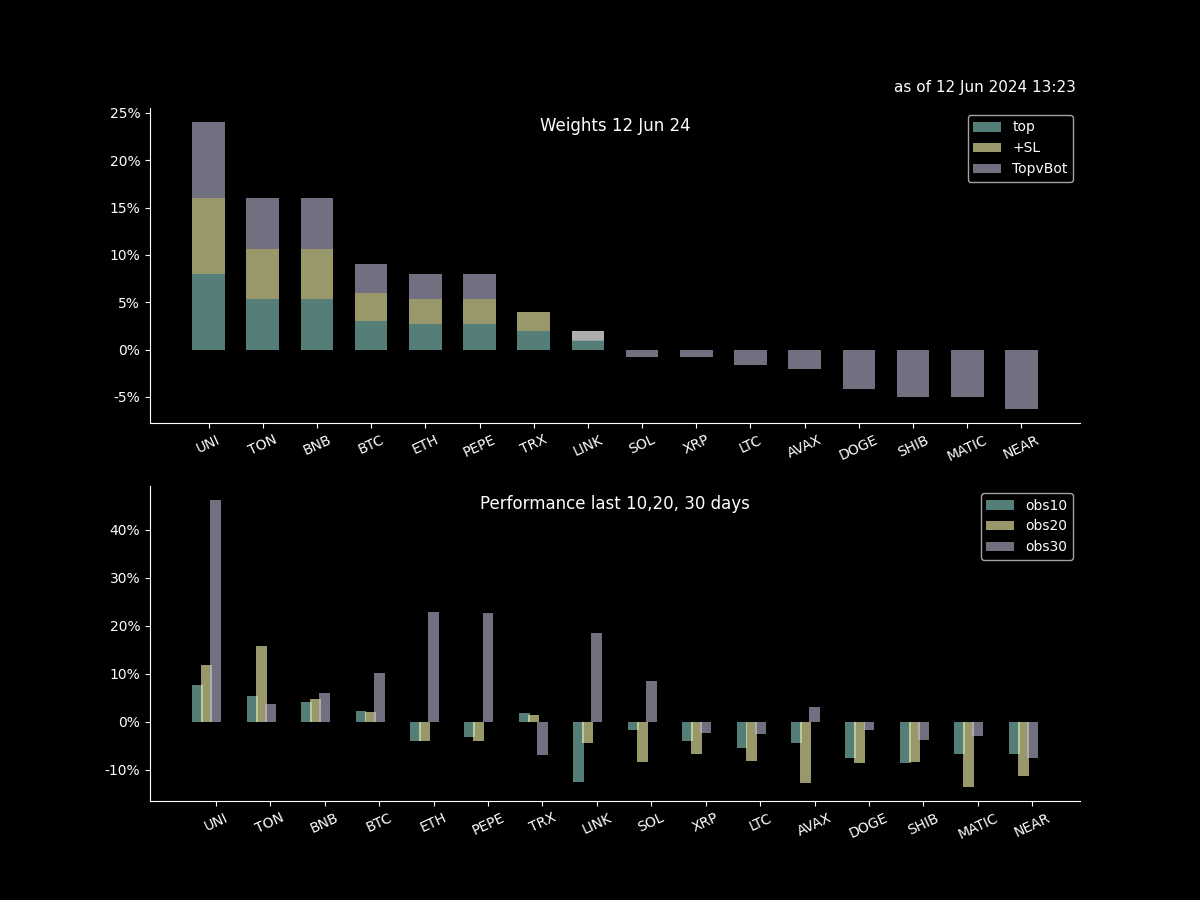 as of 12 Jun 2024 13:23
Weights 12 Jun 24
top
+SL
TopvBot
25%
20%
15%
10%
5%
0%
-5%
UNI TON BNB BTC ETH PEPE TRX LINK SOL XRP LTC AVAX DOGE SHIB MATIC NEAR
Performance last 10,20, 30 days
obs10
obs20
obs30
40%
30%
20%
10%
0%
-10%
UNI TON BNB BTC ETH PEPE TRX LINK SOL XRP LTC AVAX DOGE SHIB MATIC NEAR